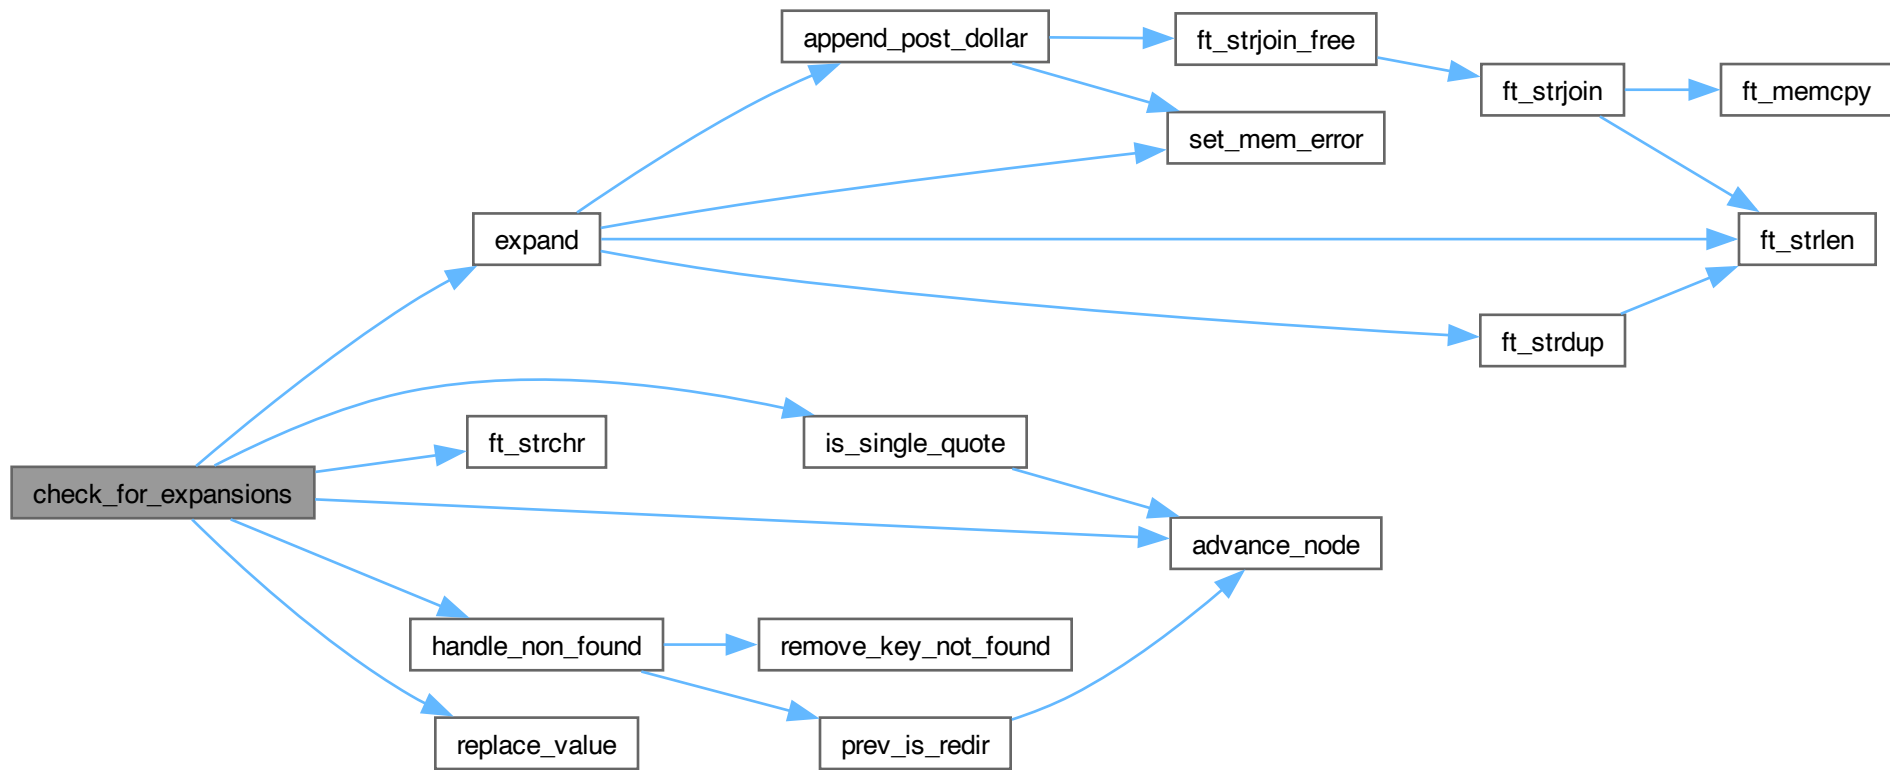 append_post_dollar
ft_strjoin_free
ft_strjoin
ft_memcpy
set_mem_error
expand
ft_strlen
ft_strdup
ft_strchr
is_single_quote
check_for_expansions
advance_node
handle_non_found
remove_key_not_found
replace_value
prev_is_redir